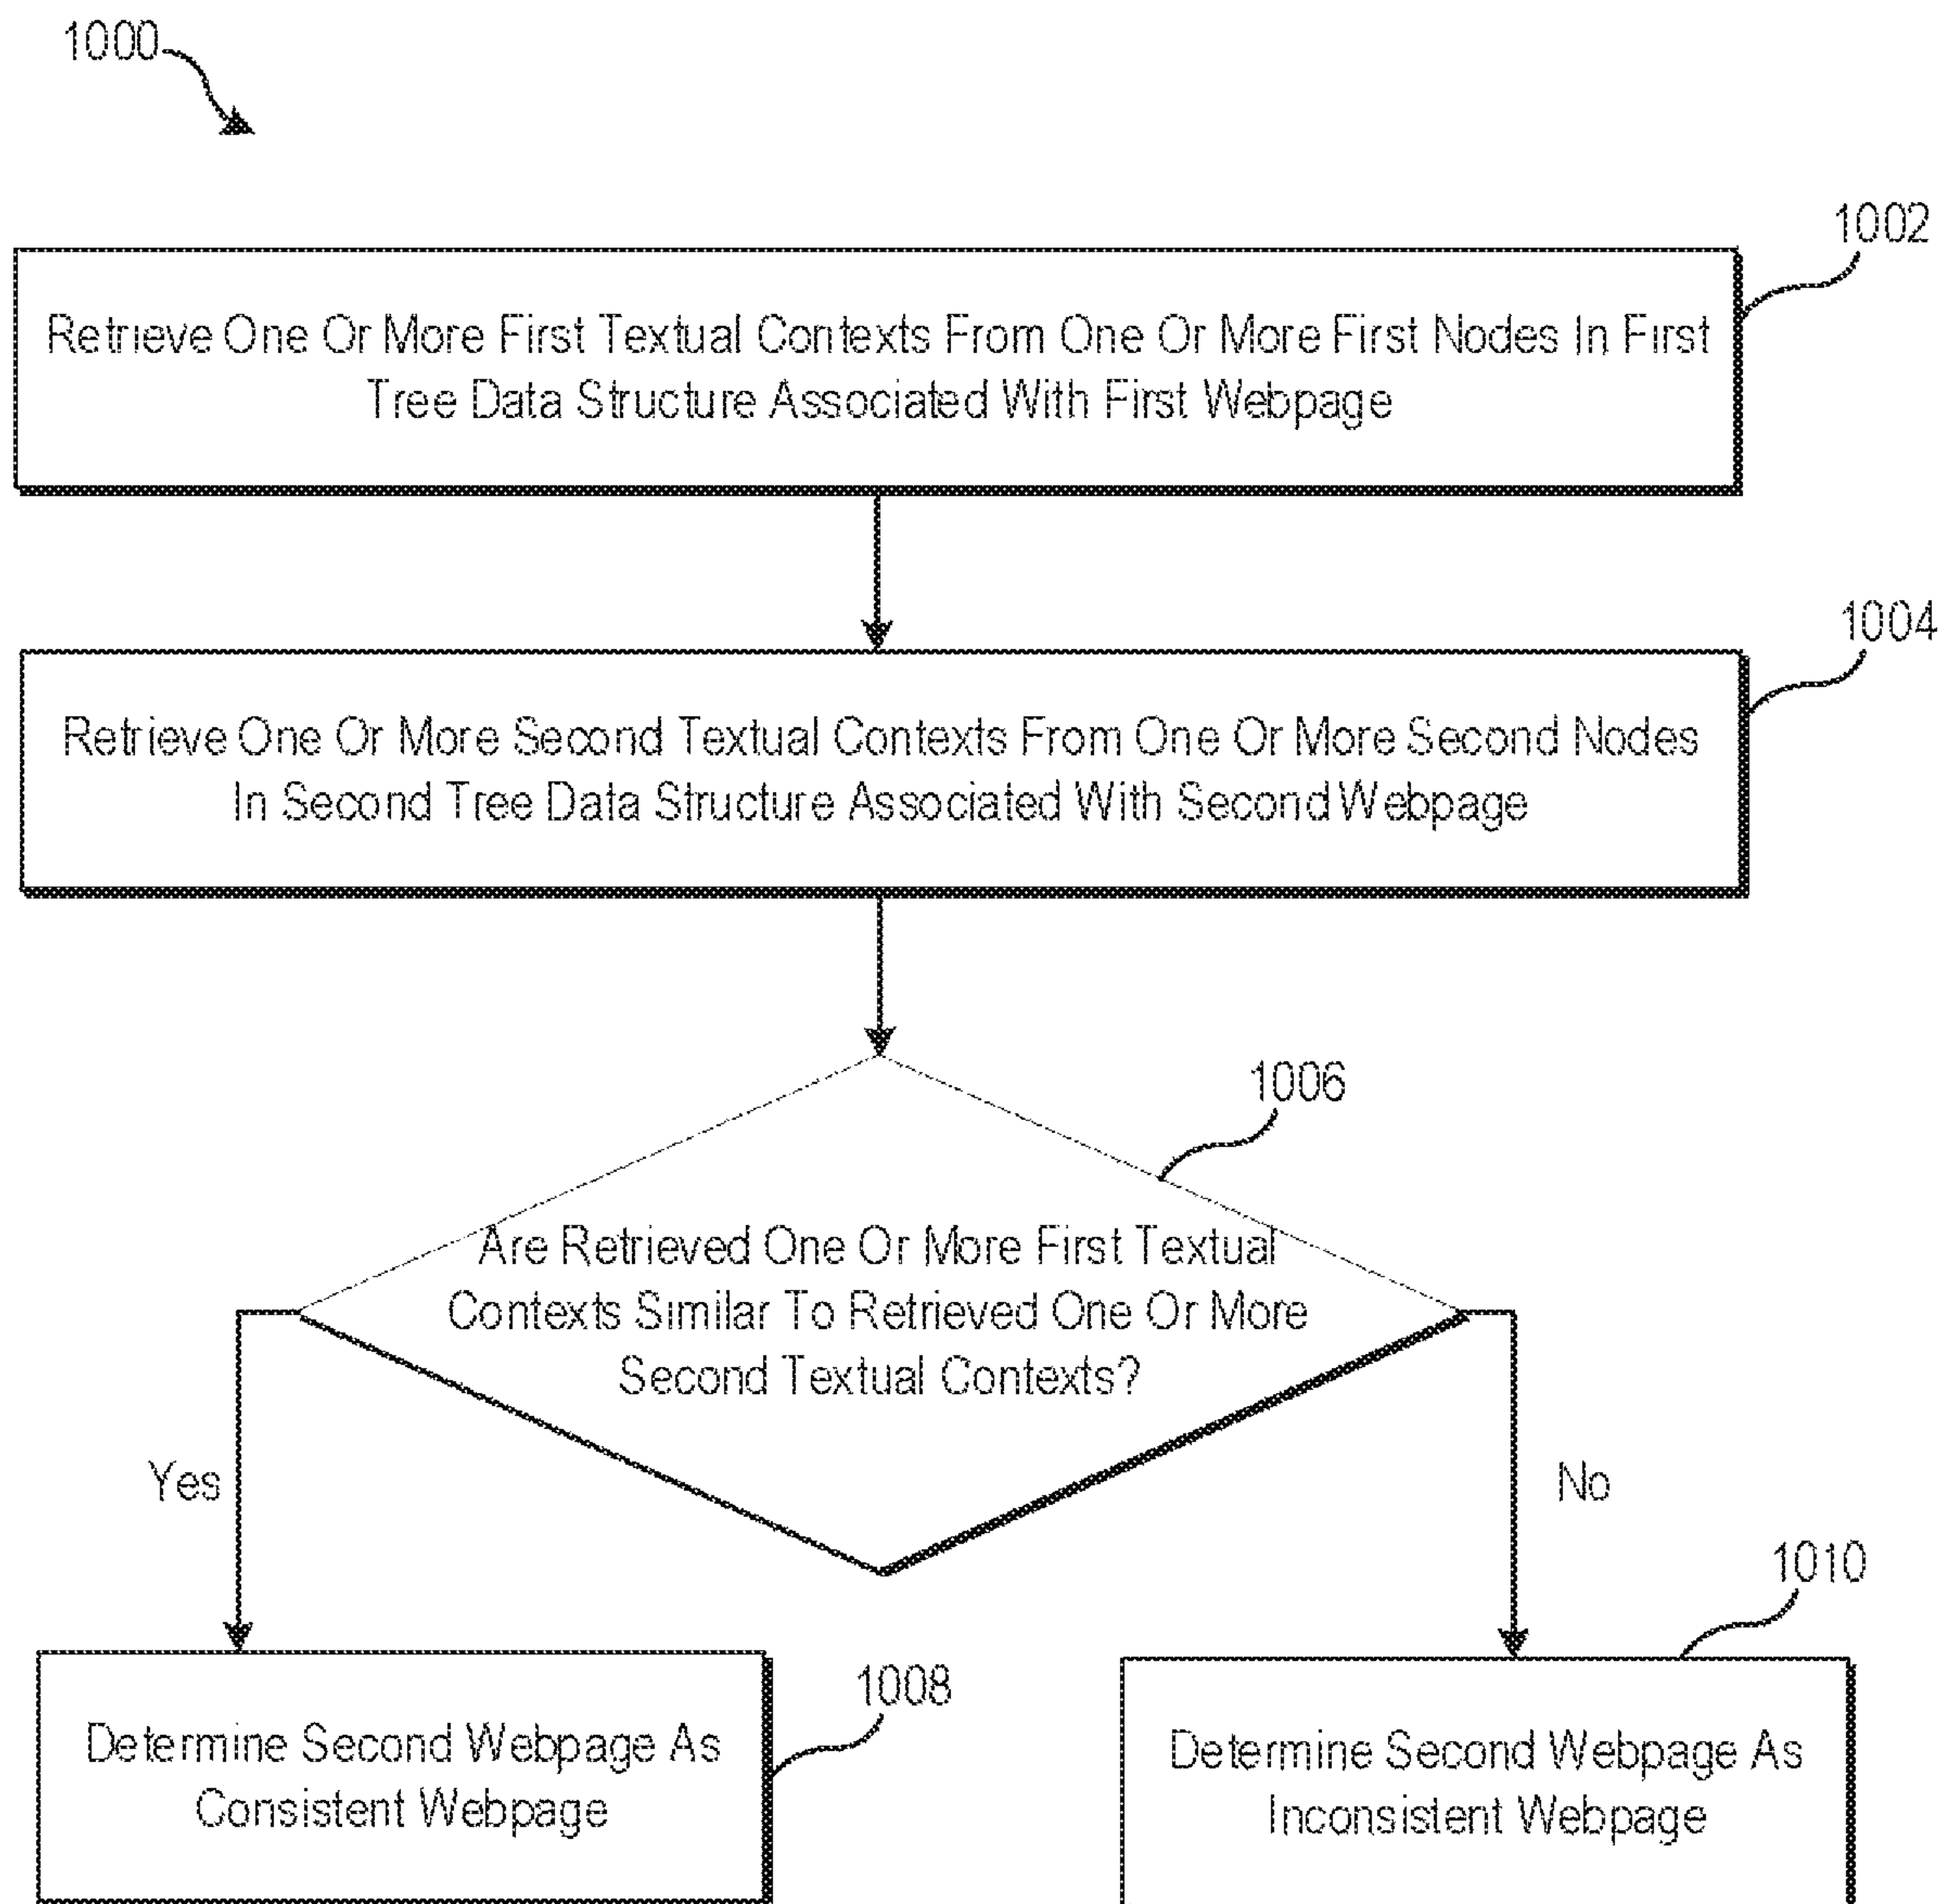 1000
1002
Retrieve One Or More First Textual Contexts From One Or More First Nodes In First
Tree Data Structure Associated With First Webpage
1004
Retrieve One Or More Second Textual Contexts From One Or More Second Nodes
In Second Tree Data Structure Associated With Second Webpage
1006
Are Retrieved One Or More First Textual
Contexts Similar To Retrieved One Or More
Second Textual Contexts?
Yes
No
1008
Determine Second Webpage As
Consistent Webpage
1010
Determine Second Webpage As
Inconsistent Webpage